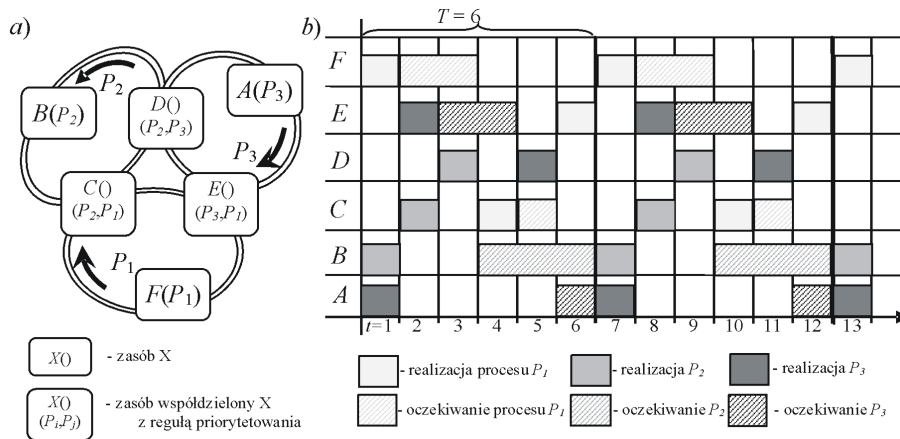 a)
P2
B(P2)
D()
(P2,P3)
A(P3)
P3
C()
(P2,P1)
E()
(P3,P1)
P1
F(P1)
X()
- zasób X
X()
(Pi,Pj)
- zasób współdzielony X
z regułą priorytetowania
b)
T = 6
F
E
D
C
B
A
t=1 2 3 4 5 6 7 8 9 10 11 12 13
- realizacja procesu P1
- realizacja P2
- realizacja P3
- oczekiwanie procesu P1
- oczekiwanie P2
- oczekiwanie P3